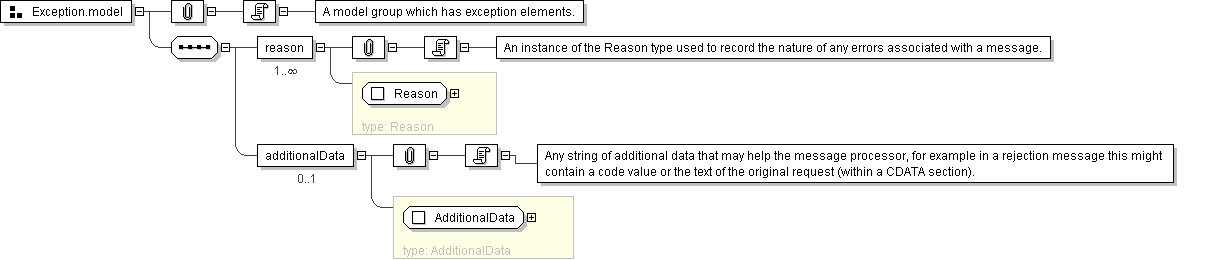 Exception.model
A model group which has exception elements.
reason
An instance of the Reason type used to record the nature of any errors associated with a message.
1..∞
Reason
type: Reason
additionalData
Any string of additional data that may help the message processor, for example in a rejection message this might
contain a code value or the text of the original request (within a CDATA section).
0..1
AdditionalData
type: AdditionalData